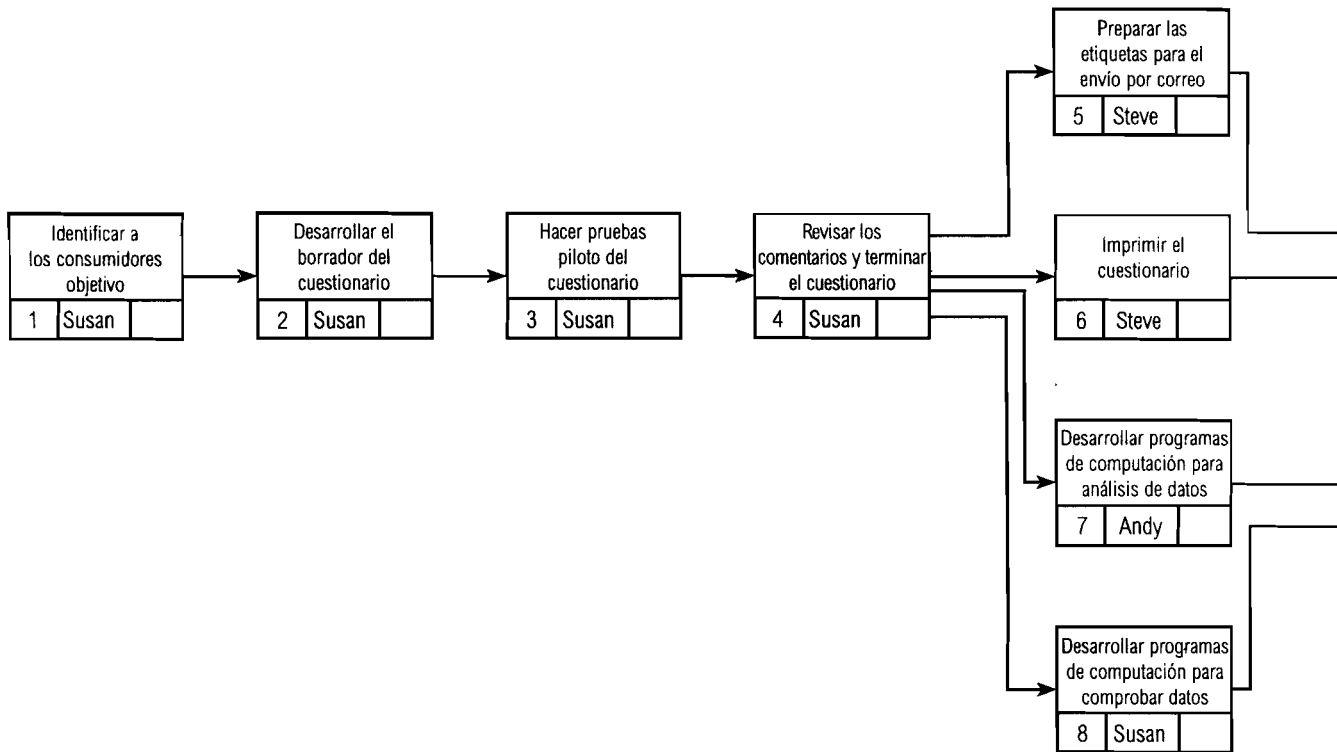 Identificar a
los consumidores
objetivo
1 Susan
Desarrollar el
borrador del
cuestionario
2 Susan
Hacer pruebas
piloto del
cuestionario
3 Susan
Revisar los
comentarios y terminar
el cuestionario
4 Susan
Preparar las
etiquetas para el
envío por correo
5 Steve
Imprimir el
cuestionario
6 Steve
Desarrollar programas
de computación para
análisis de datos
7 Andy
Desarrollar programas
de computación para
comprobar datos
8 Susan